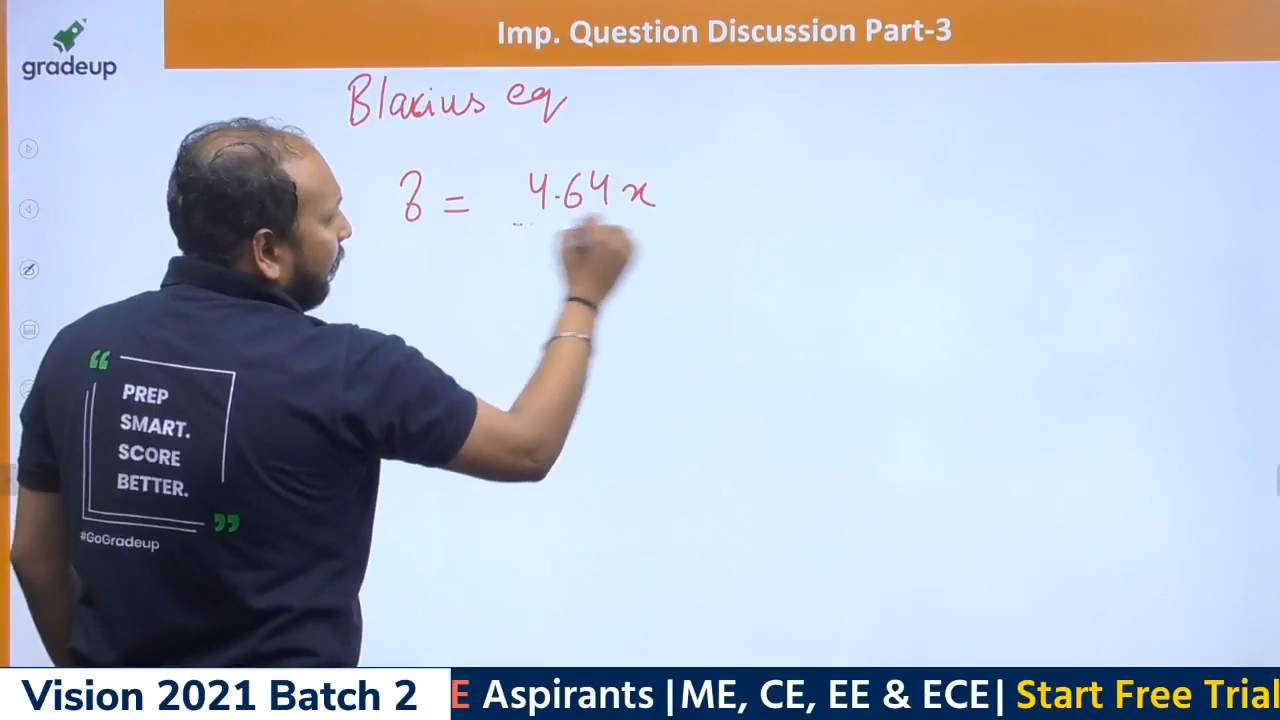 Imp. Question Discussion Part-3
gradeup
Blasius eq
δ = 4.64x
“
PREP
SMART.
SCORE
BETTER.
”
#GoGradeup
Vision 2021 Batch 2
E Aspirants |ME, CE, EE & ECE| Start Free Trial